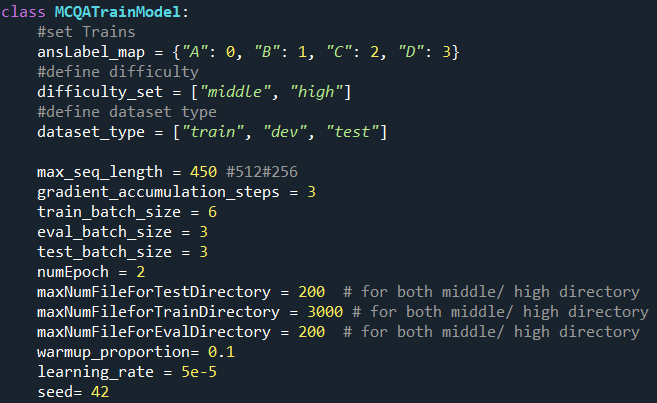 class MCQATrainModel:
    #set Trains
    ansLabel_map = {"A": 0, "B": 1, "C": 2, "D": 3}
    #define difficulty
    difficulty_set = ["middle", "high"]
    #define dataset type
    dataset_type = ["train", "dev", "test"]

    max_seq_length = 450 #512#256
    gradient_accumulation_steps = 3
    train_batch_size = 6
    eval_batch_size = 3
    test_batch_size = 3
    numEpoch = 2
    maxNumFileForTestDirectory = 200  # for both middle/ high directory
    maxNumFileforTrainDirectory = 3000 # for both middle/ high directory
    maxNumFileForEvalDirectory = 200  # for both middle/ high directory
    warmup_proportion= 0.1
    learning_rate = 5e-5
    seed= 42